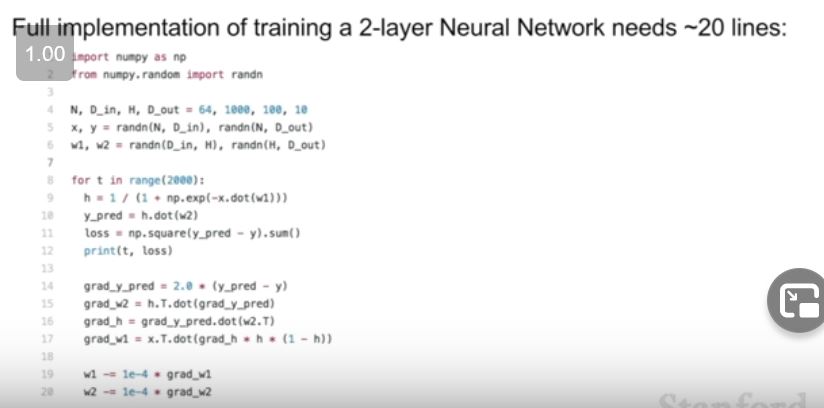 Full implementation of training a 2-layer Neural Network needs ~20 lines:
1.00
import numpy as np
2 from numpy.random import randn
3
4 N, D_in, H, D_out = 64, 1000, 100, 10
5 x, y = randn(N, D_in), randn(N, D_out)
6 w1, w2 = randn(D_in, H), randn(H, D_out)
7
8 for t in range(2000):
9 h = 1 / (1 + np.exp(-x.dot(w1)))
10 y_pred = h.dot(w2)
11 loss = np.square(y_pred - y).sum()
12 print(t, loss)
13
14 grad_y_pred = 2.0 * (y_pred - y)
15 grad_w2 = h.T.dot(grad_y_pred)
16 grad_h = grad_y_pred.dot(w2.T)
17 grad_w1 = x.T.dot(grad_h * h * (1 - h))
18
19 w1 -= 1e-4 * grad_w1
20 w2 -= 1e-4 * grad_w2
Stanford